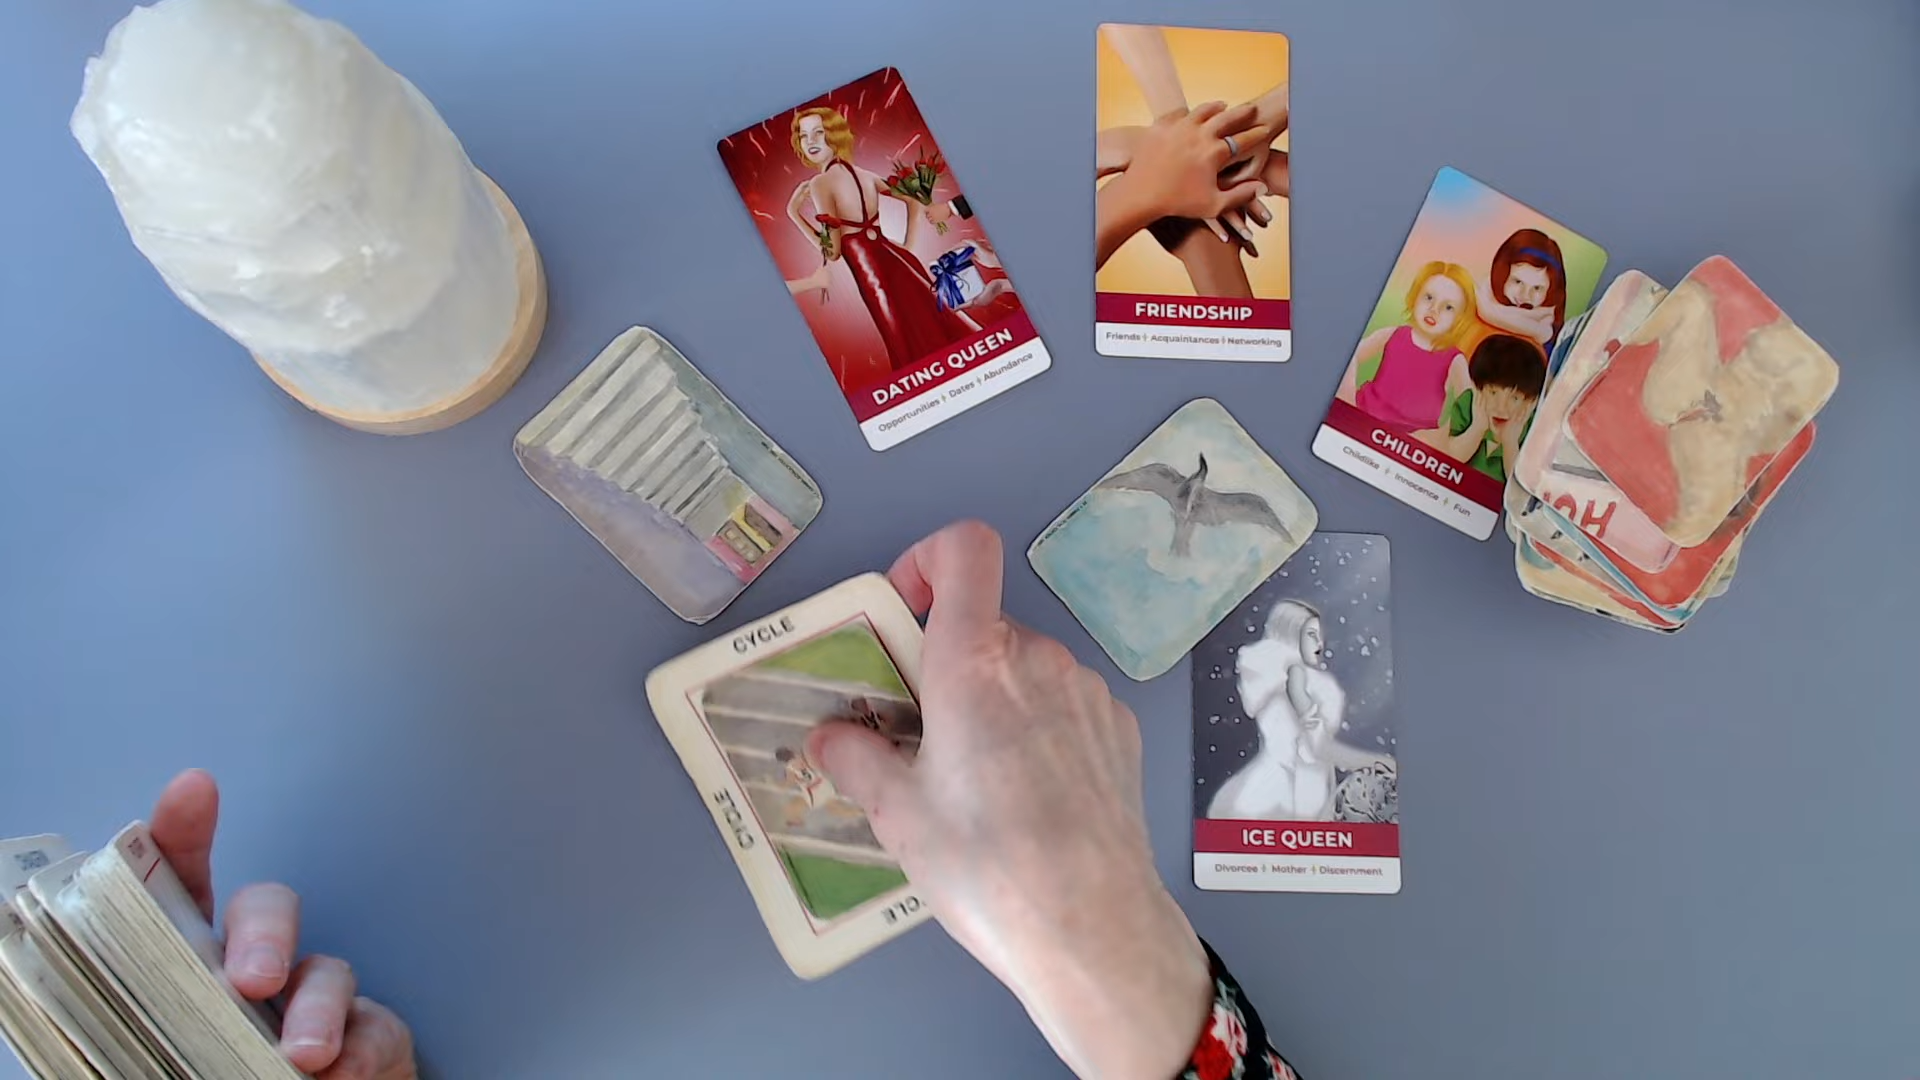 DATING QUEEN
Opportunities Dates Abundance
FRIENDSHIP
Friends Acquaintances Networking
CHILDREN
Childlike Innocence Fun
CYCLE
CYCLE
ICE QUEEN
Divorcee Mother Discernment